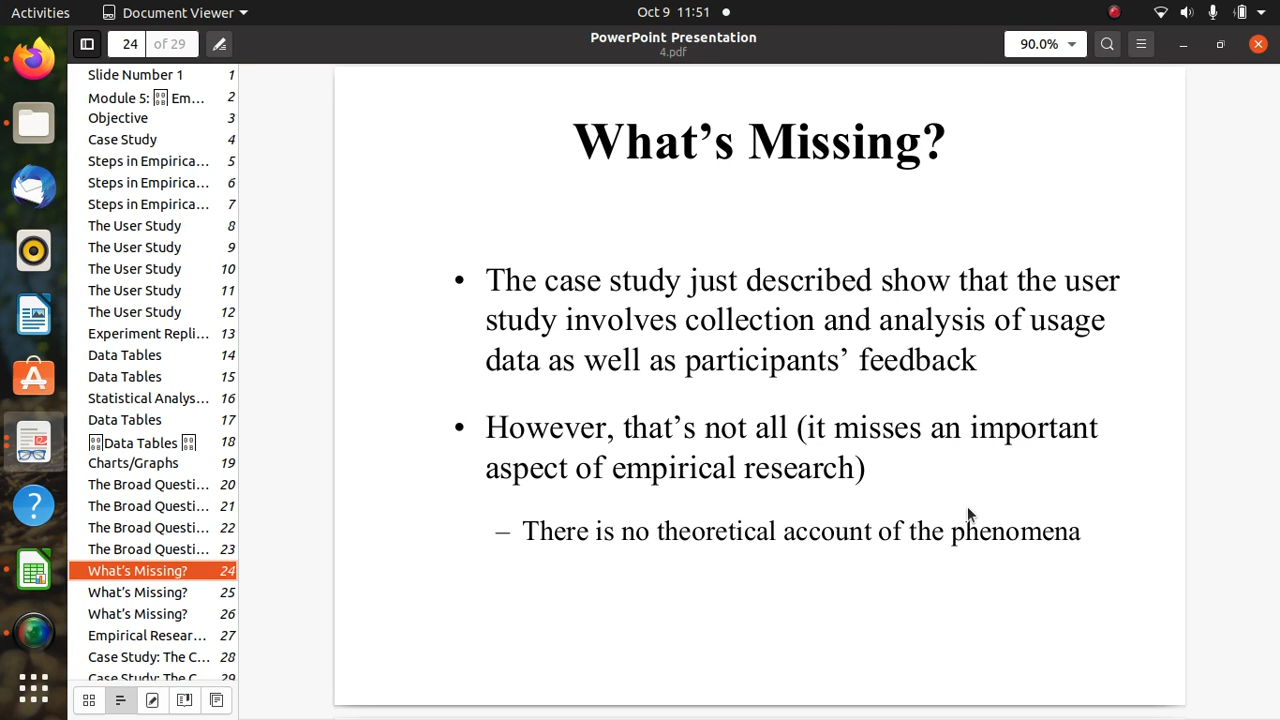 Activities
Document Viewer
Oct 9 11:51
24 of 29
PowerPoint Presentation
4.pdf
90.0%
Slide Number 1 1
Module 5: Em... 2
Objective 3
Case Study 4
Steps in Empirica... 5
Steps in Empirica... 6
Steps in Empirica... 7
The User Study 8
The User Study 9
The User Study 10
The User Study 11
The User Study 12
Experiment Repli... 13
Data Tables 14
Data Tables 15
Statistical Analys... 16
Data Tables 17
Data Tables 18
Charts/Graphs 19
The Broad Questi... 20
The Broad Questi... 21
The Broad Questi... 22
The Broad Questi... 23
What's Missing? 24
What's Missing? 25
What's Missing? 26
Empirical Resear... 27
Case Study: The C... 28
Case Study: The C... 29
What's Missing?
• The case study just described show that the user
study involves collection and analysis of usage
data as well as participants' feedback
• However, that's not all (it misses an important
aspect of empirical research)
– There is no theoretical account of the phenomena